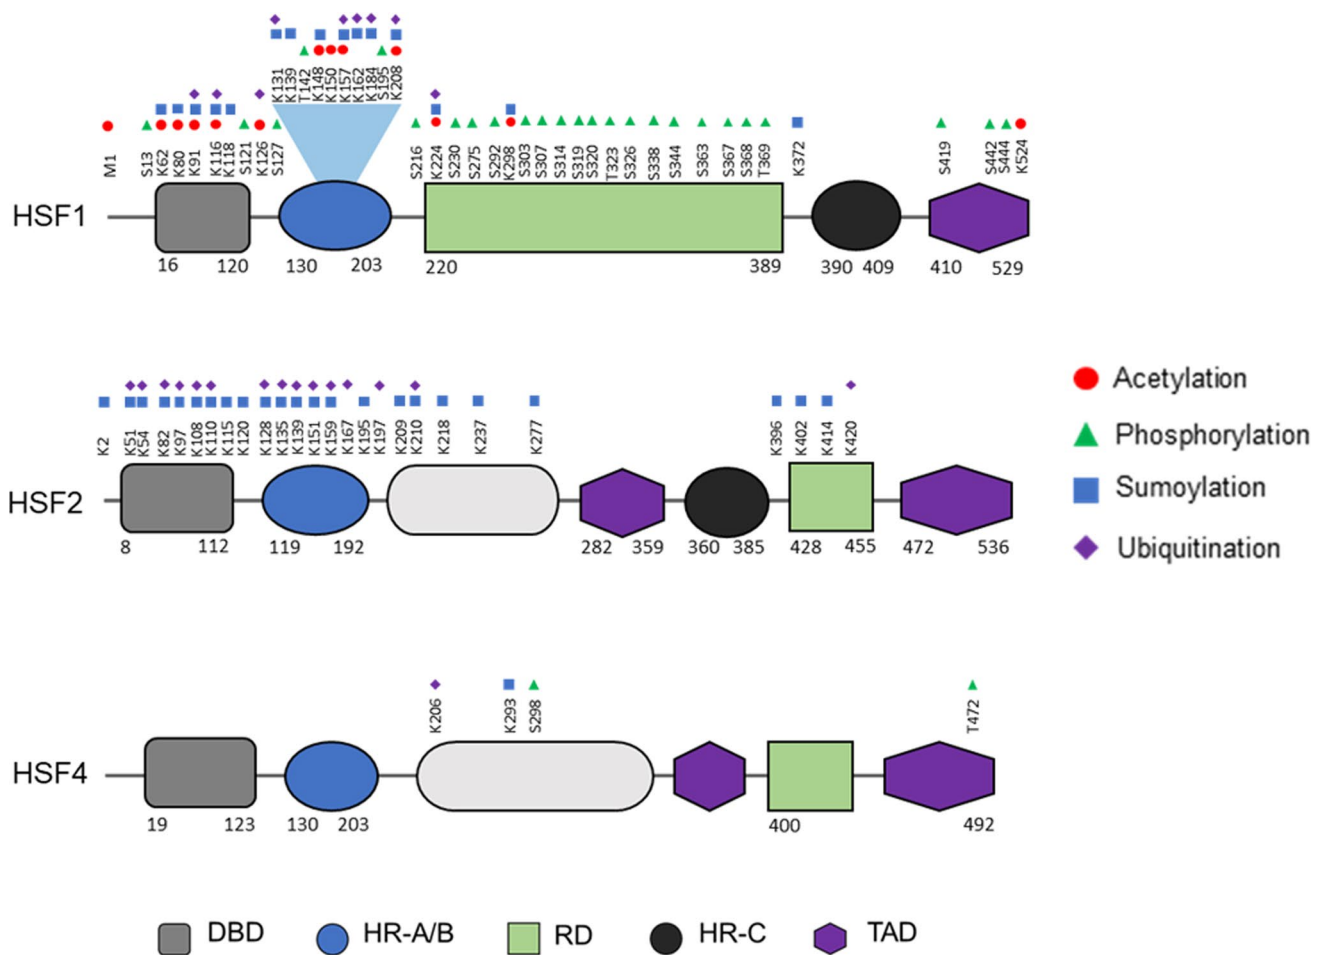 K131 K139 T142 K148 K150 K157 K162 K184 S195 K208
M1 S13 K62 K80 K91 K116 K118 S121 K126 S127 S216 K224 S230 S275 S292 K298 S303 S307 S314 S319 S320 T323 S326 S338 S344 S363 S367 S368 T369 K372 S419 S442 S444 K524
HSF1
16 120 130 203 220 389 390 409 410 529
Acetylation
Phosphorylation
Sumoylation
Ubiquitination
K2 K51 K54 K82 K97 K108 K110 K115 K120 K128 K135 K139 K151 K159 K167 K195 K197 K209 K210 K218 K237 K277 K396 K402 K414 K420
HSF2
8 112 119 192 282 359 360 385 428 455 472 536
K206 K293 S298 T472
HSF4
19 123 130 203 400 492
DBD HR-A/B RD HR-C TAD